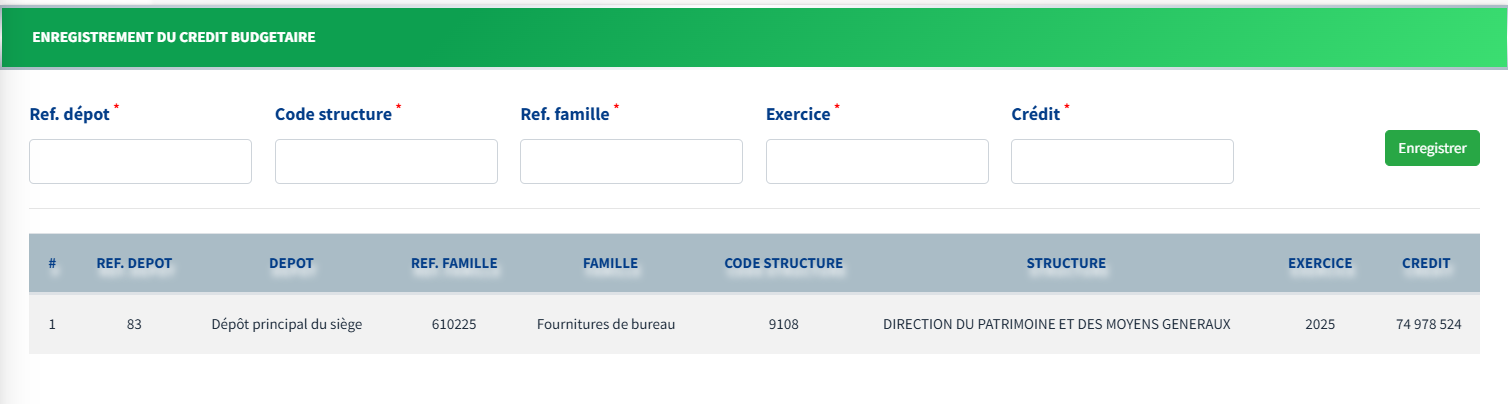 ENREGISTREMENT DU CREDIT BUDGETAIRE
Ref. dépot * Code structure * Ref. famille * Exercice * Crédit *
Enregistrer
# REF. DEPOT DEPOT REF. FAMILLE FAMILLE CODE STRUCTURE STRUCTURE EXERCICE CREDIT
1 83 Dépôt principal du siège 610225 Fournitures de bureau 9108 DIRECTION DU PATRIMOINE ET DES MOYENS GENERAUX 2025 74 978 524